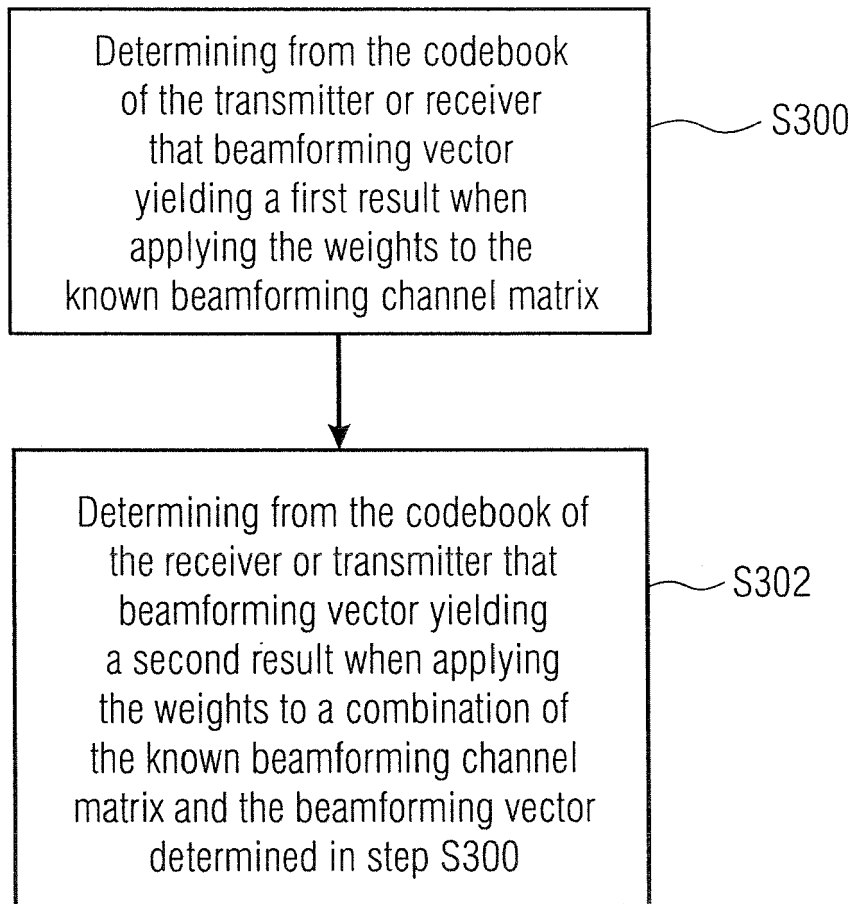 Determining from the codebook
of the transmitter or receiver
that beamforming vector
yielding a first result when
applying the weights to the
known beamforming channel matrix
S300
Determining from the codebook of
the receiver or transmitter that
beamforming vector yielding
a second result when applying
the weights to a combination of
the known beamforming channel
matrix and the beamforming vector
determined in step S300
S302